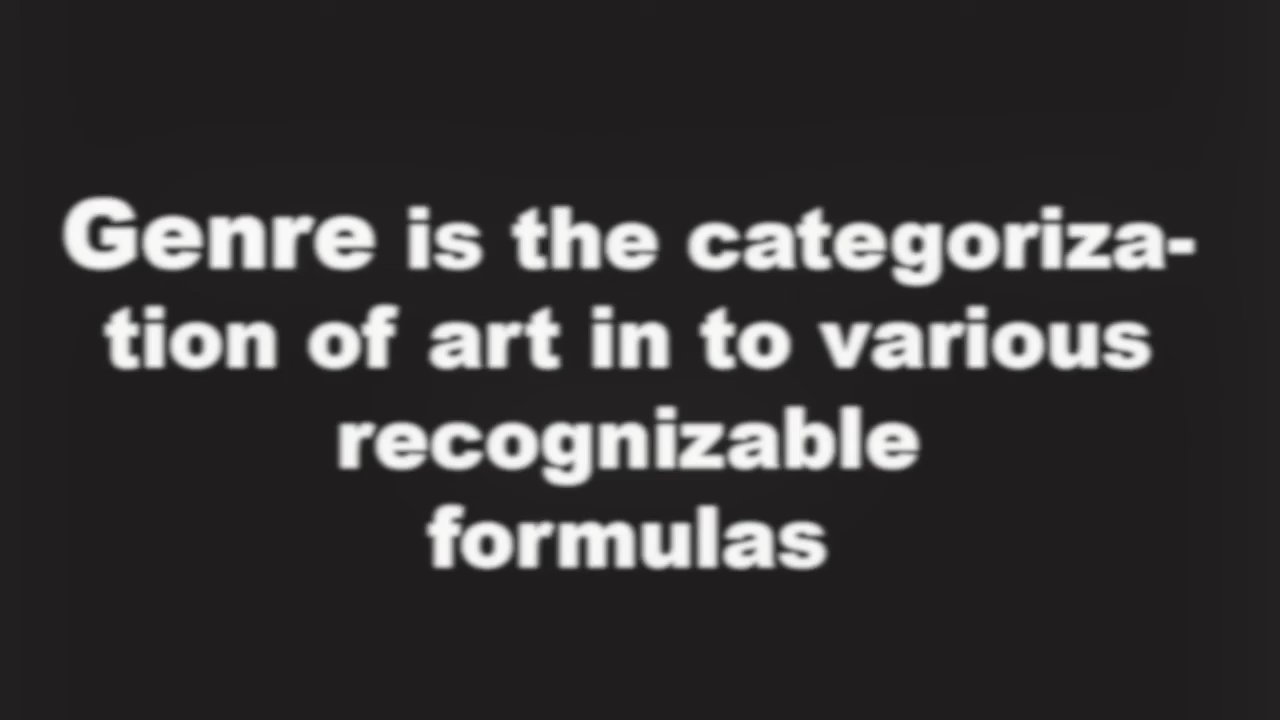 Genre is the categoriza-
tion of art in to various
recognizable
formulas